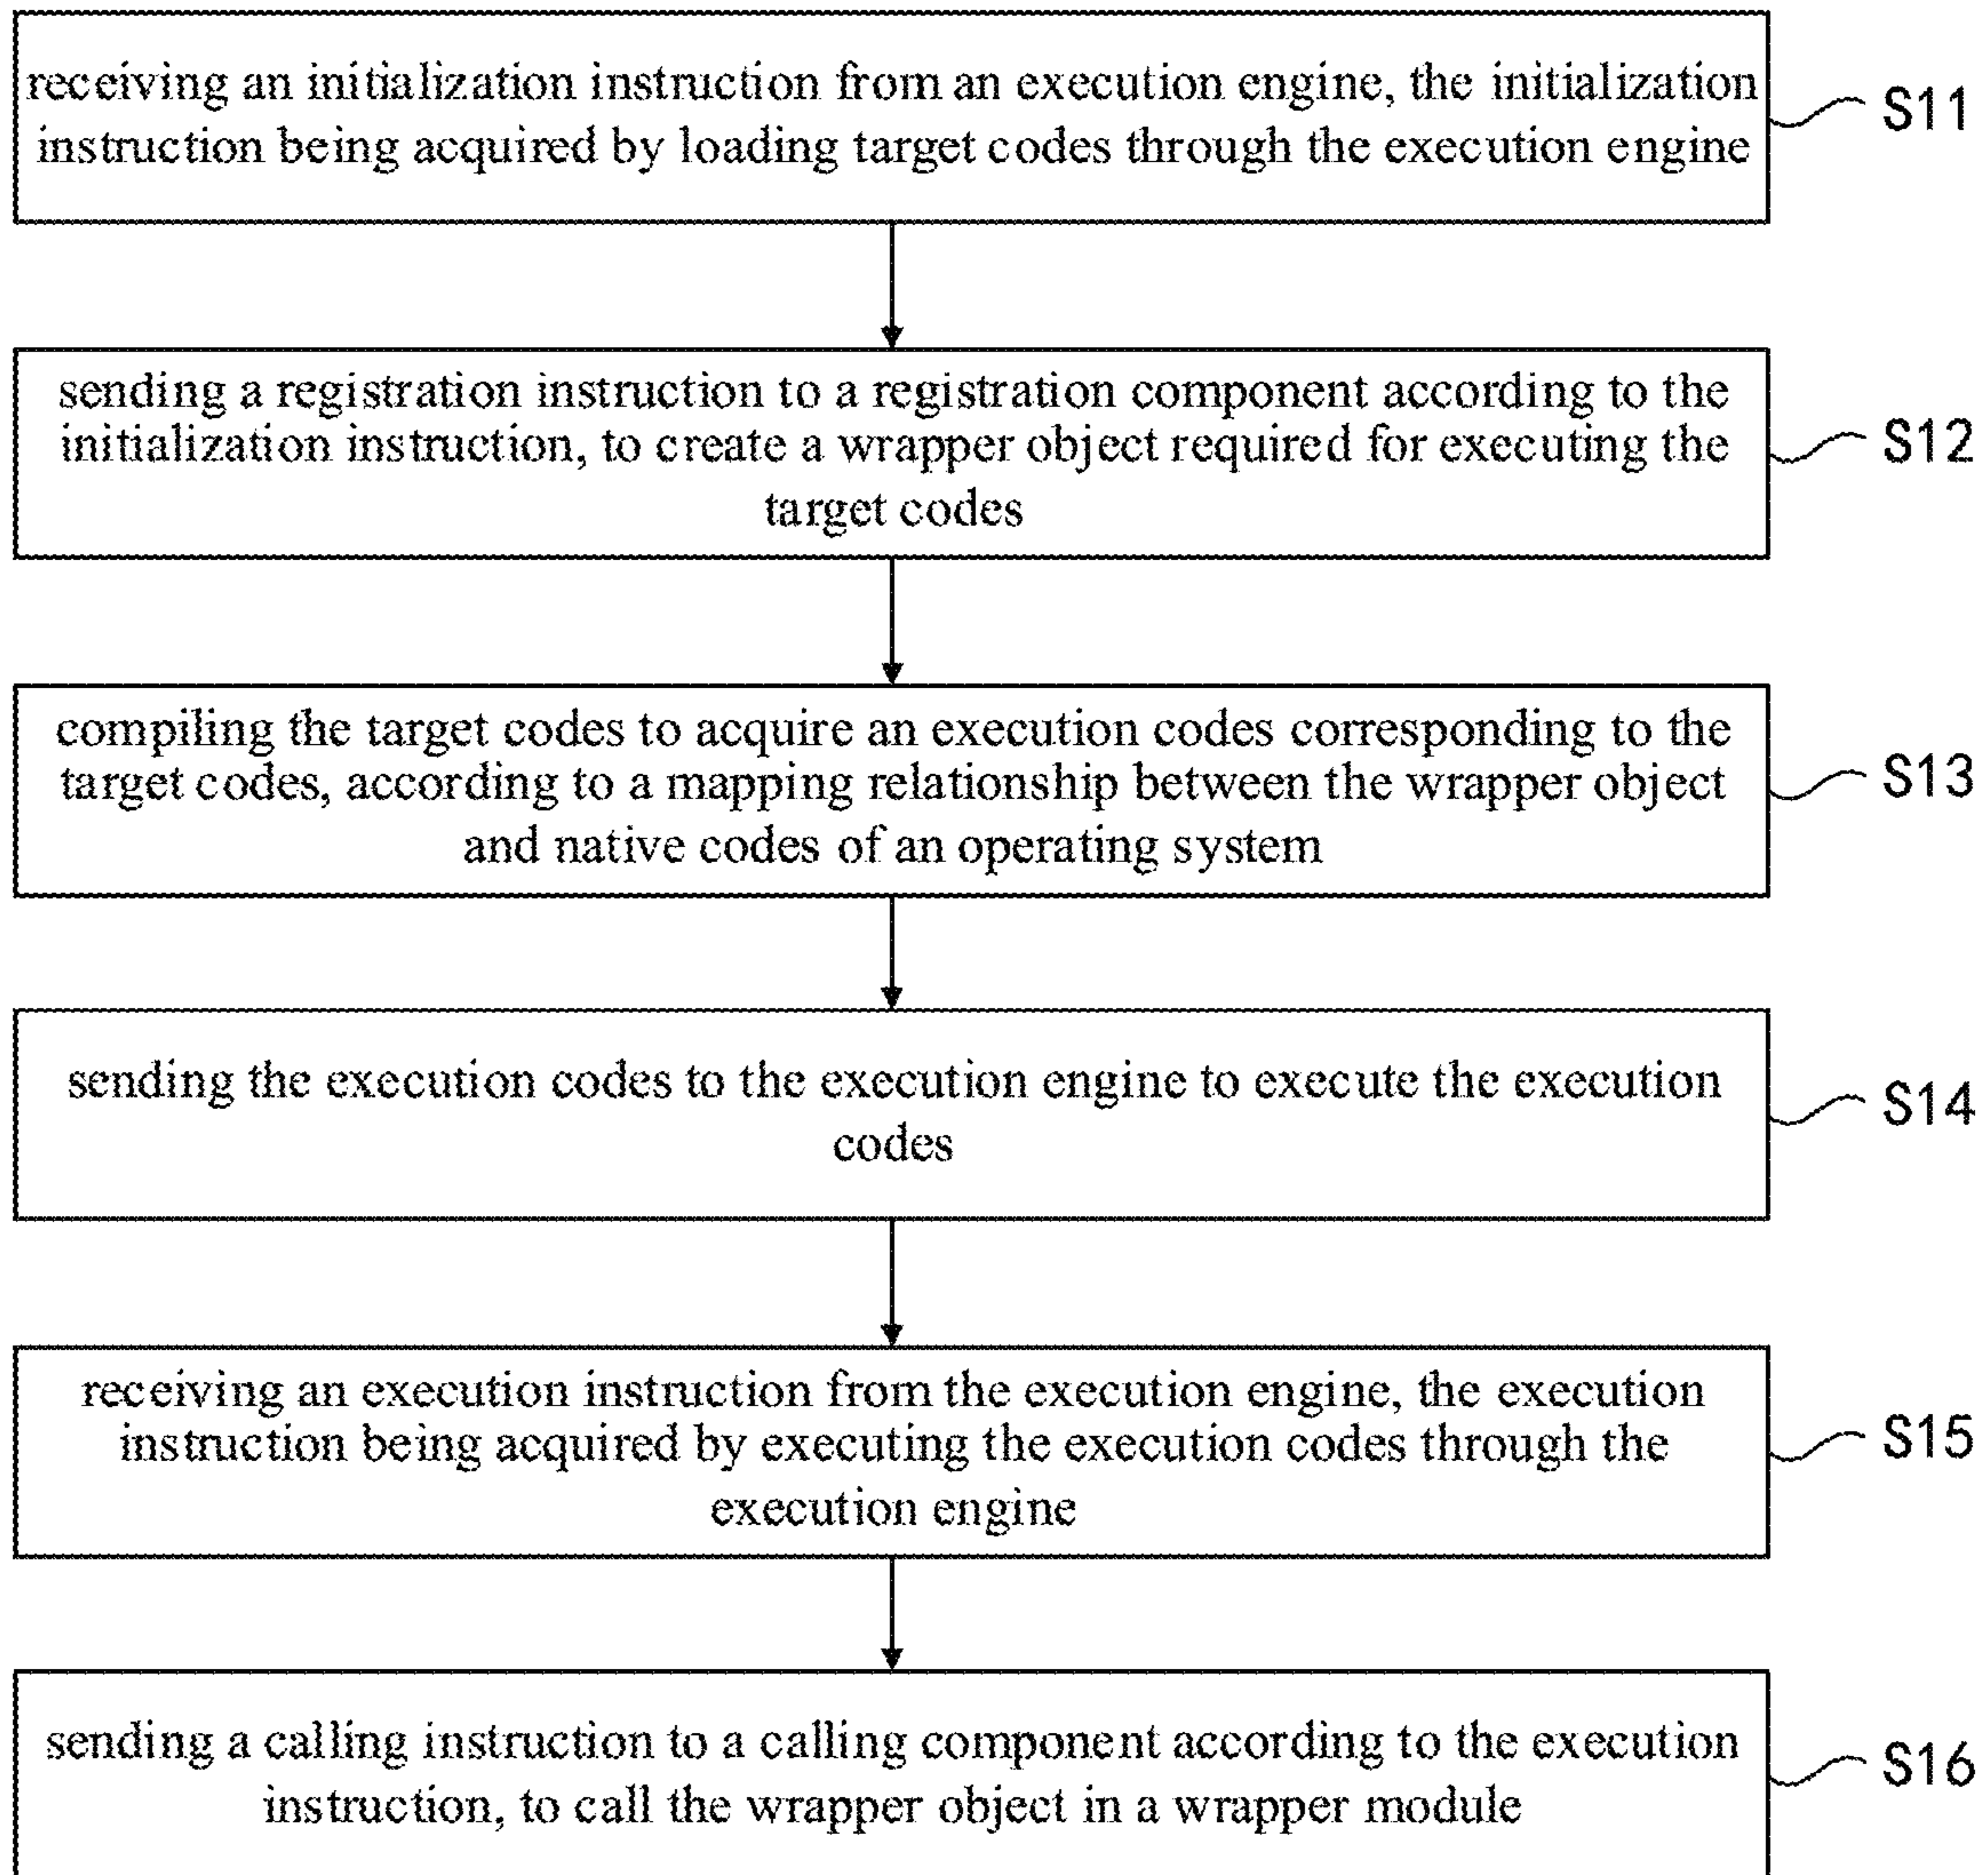 receiving an initialization instruction from an execution engine, the initialization
instruction being acquired by loading target codes through the execution engine
S11
sending a registration instruction to a registration component according to the
initialization instruction, to create a wrapper object required for executing the
target codes
S12
compiling the target codes to acquire an execution codes corresponding to the
target codes, according to a mapping relationship between the wrapper object
and native codes of an operating system
S13
sending the execution codes to the execution engine to execute the execution
codes
S14
receiving an execution instruction from the execution engine, the execution
instruction being acquired by executing the execution codes through the
execution engine
S15
sending a calling instruction to a calling component according to the execution
instruction, to call the wrapper object in a wrapper module
S16